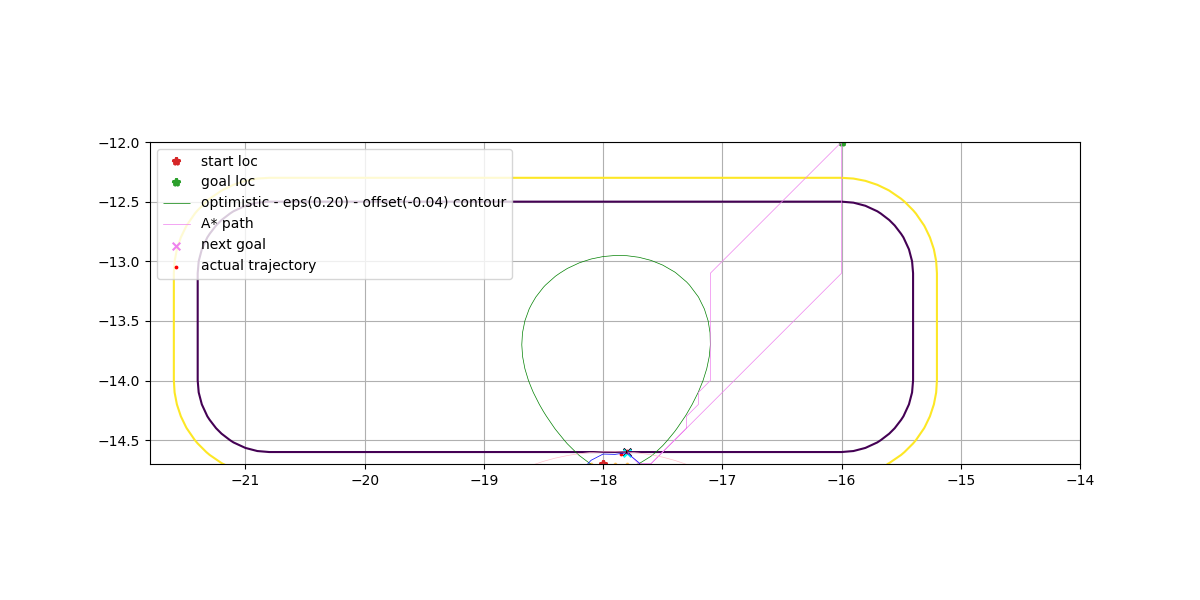 −12.0
−12.5
−13.0
−13.5
−14.0
−14.5
start loc
goal loc
optimistic - eps(0.20) - offset(-0.04) contour
A* path
next goal
actual trajectory
−21 −20 −19 −18 −17 −16 −15 −14